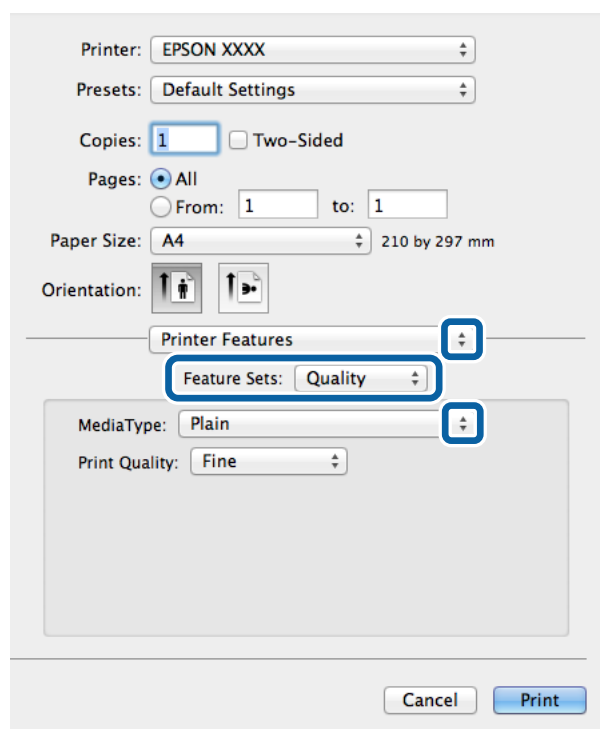 Printer: EPSON XXXX
Presets: Default Settings
Copies: 1 Two-Sided
Pages: All
From: 1 to: 1
Paper Size: A4 210 by 297 mm
Orientation:
Printer Features
Feature Sets: Quality
MediaType: Plain
Print Quality: Fine
Cancel Print